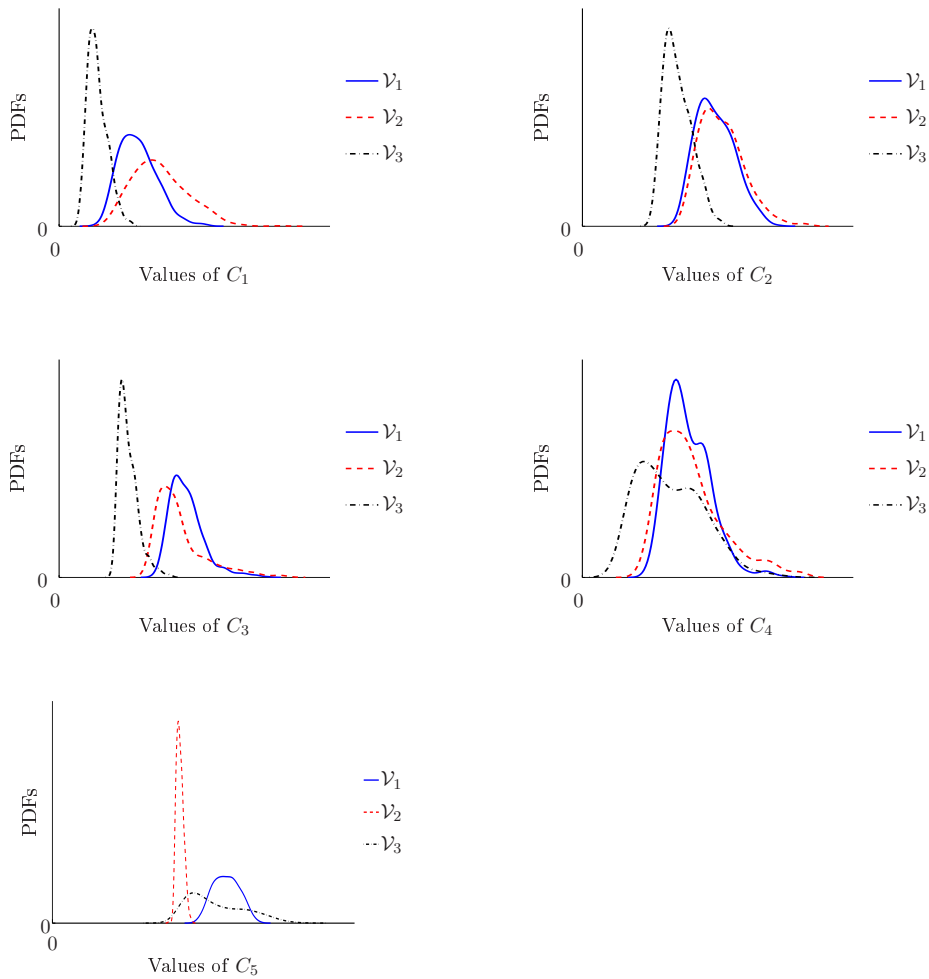 PDFs
𝒱₁
𝒱₂
𝒱₃
0
0
Values of C₁
PDFs
𝒱₁
𝒱₂
𝒱₃
0
0
Values of C₂
PDFs
𝒱₁
𝒱₂
𝒱₃
0
0
Values of C₃
PDFs
𝒱₁
𝒱₂
𝒱₃
0
0
Values of C₄
PDFs
𝒱₁
𝒱₂
𝒱₃
0
0
Values of C₅